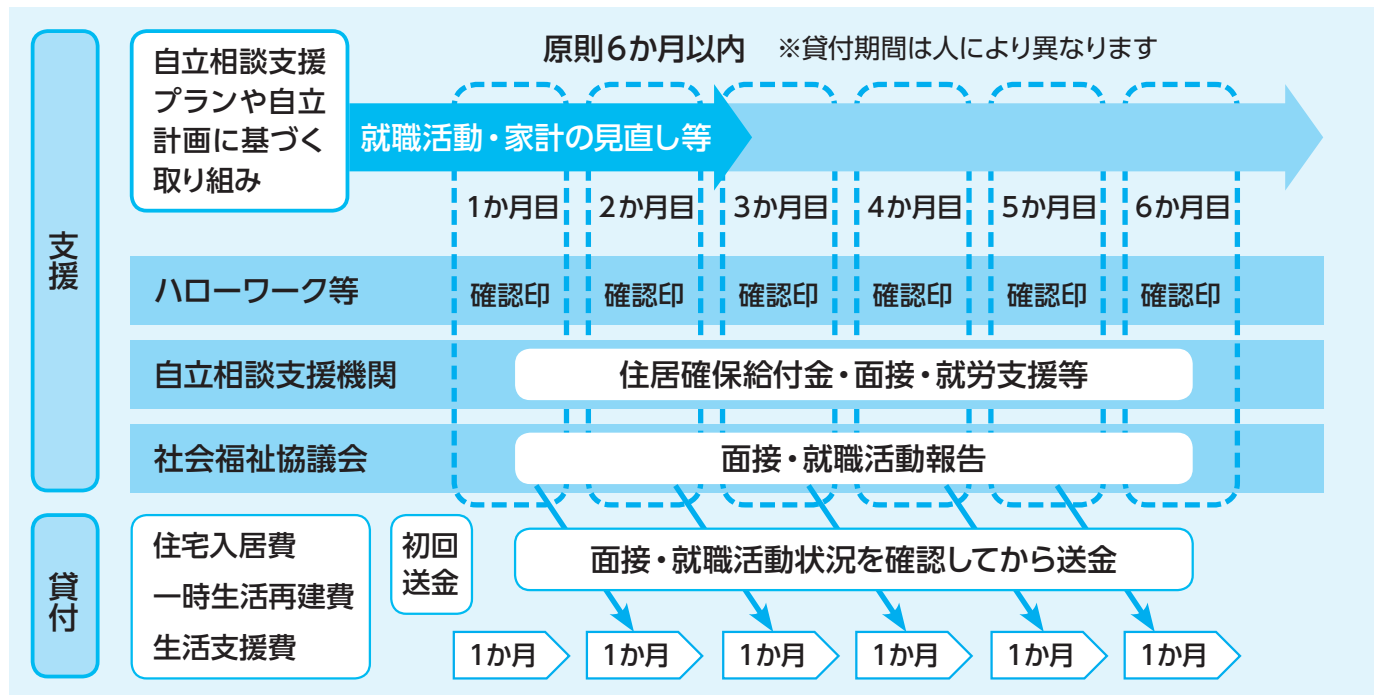 支援
自立相談支援
プランや自立
計画に基づく
取り組み
原則6か月以内 ※貸付期間は人により異なります
就職活動・家計の見直し等
1か月目 2か月目 3か月目 4か月目 5か月目 6か月目
ハローワーク等 確認印 確認印 確認印 確認印 確認印 確認印
自立相談支援機関 住居確保給付金・面接・就労支援等
社会福祉協議会 面接・就職活動報告
貸付
住宅入居費
一時生活再建費
生活支援費
初回
送金
面接・就職活動状況を確認してから送金
1か月 1か月 1か月 1か月 1か月 1か月